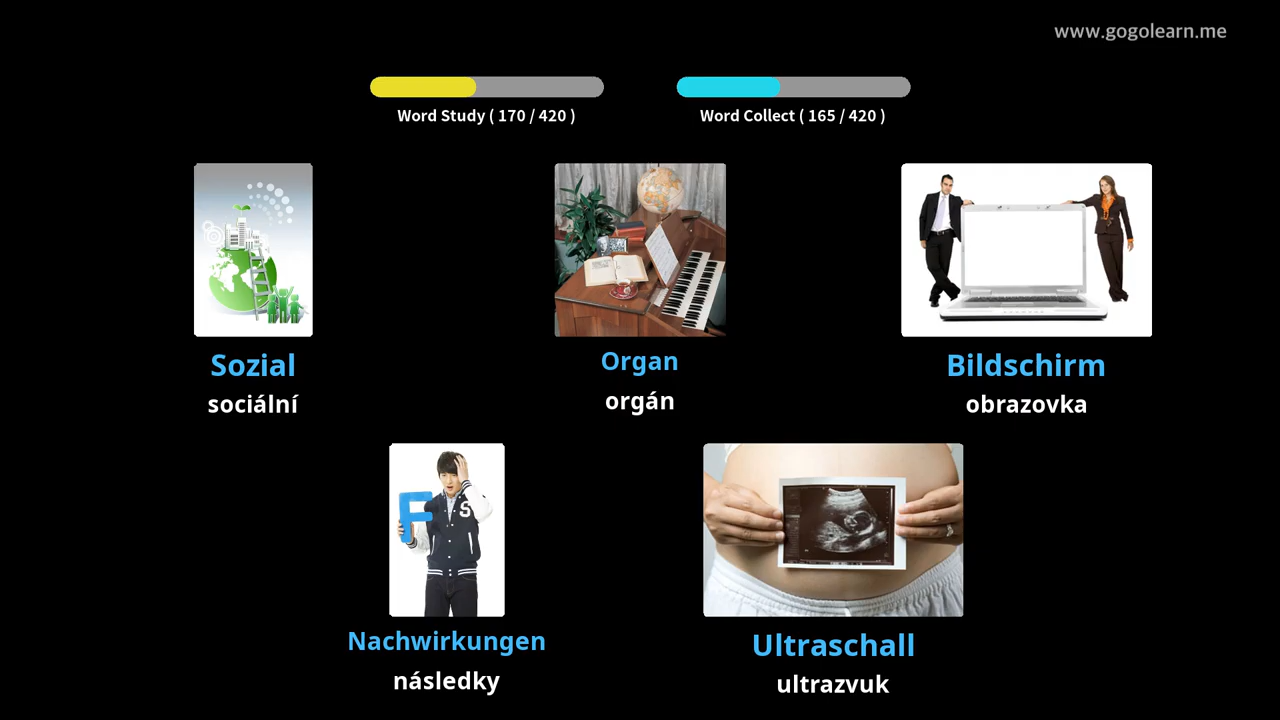 www.gogolearn.me
Word Study ( 170 / 420 )
Word Collect ( 165 / 420 )
Sozial
sociální
Organ
orgán
Bildschirm
obrazovka
F
S
Nachwirkungen
následky
Ultraschall
ultrazvuk